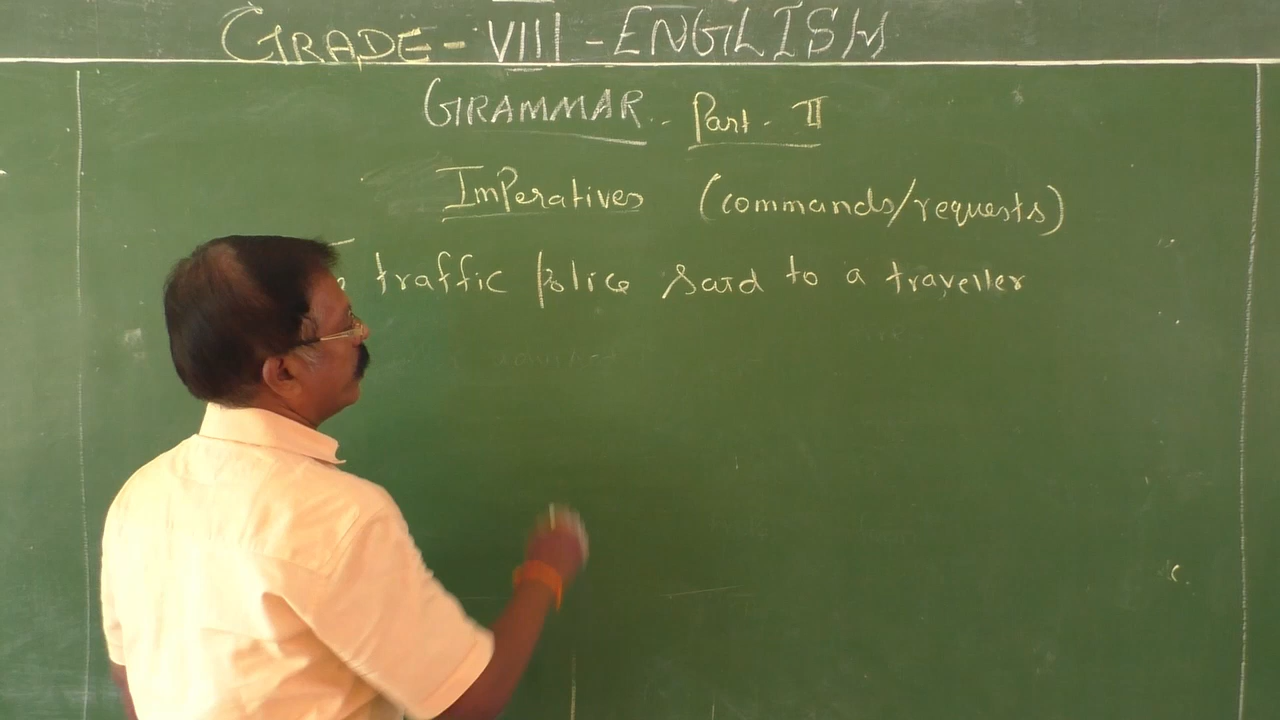 GRADE - VIII - ENGLISH
GRAMMAR.. Part - II
Imperatives (commands/requests)
traffic police said to a traveller